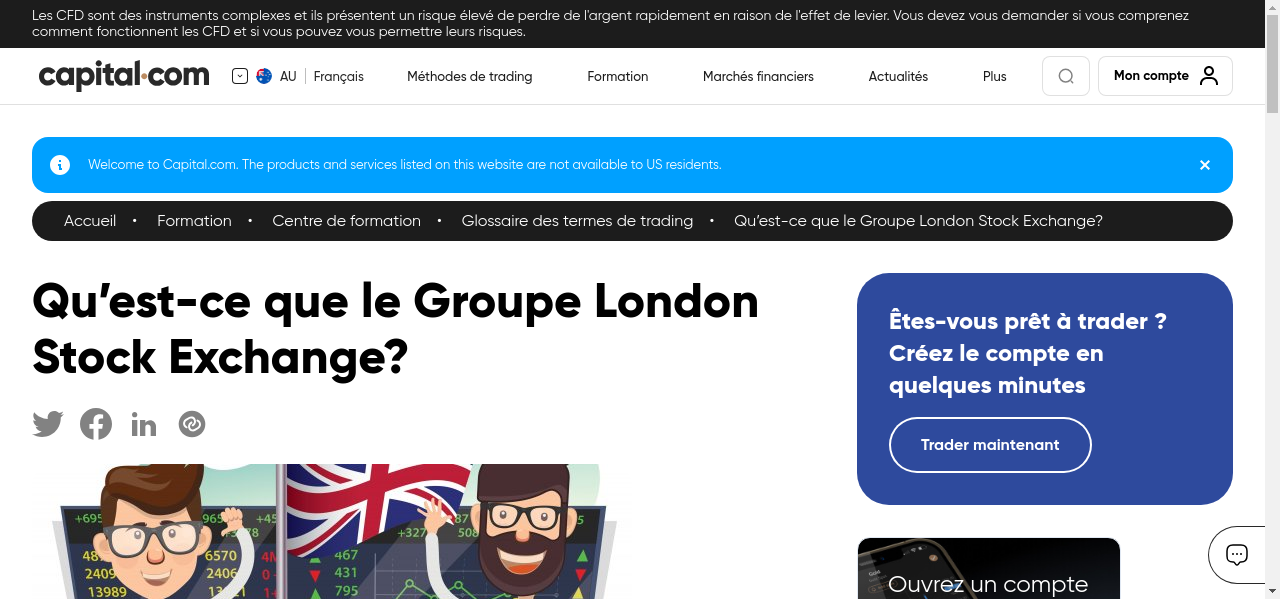 Les CFD sont des instruments complexes et ils présentent un risque élevé de perdre de l'argent rapidement en raison de l'effet de levier. Vous devez vous demander si vous comprenez
comment fonctionnent les CFD et si vous pouvez vous permettre leurs risques.
capital.com
AU
Français
Méthodes de trading
Formation
Marchés financiers
Actualités
Plus
Mon compte
Welcome to Capital.com. The products and services listed on this website are not available to US residents.
Accueil • Formation • Centre de formation • Glossaire des termes de trading • Qu’est-ce que le Groupe London Stock Exchange?
Qu’est-ce que le Groupe London
Stock Exchange?
Êtes-vous prêt à trader ?
Créez le compte en
quelques minutes
Trader maintenant
6570
467
2409
2406
431
13989
795
Ouvrez un compte